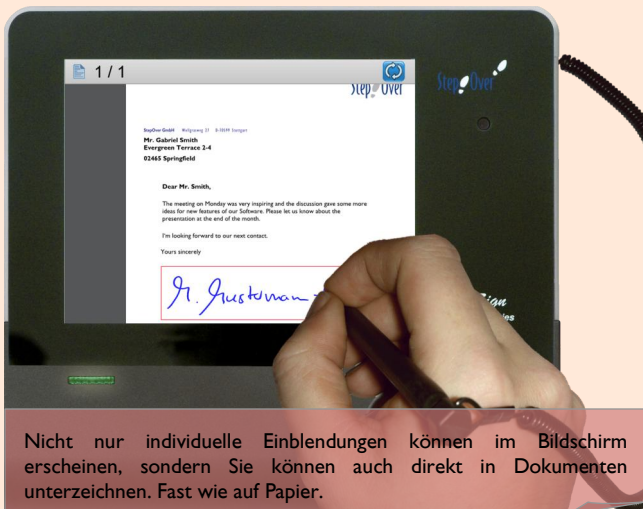 1 / 1
Step Over
Step Over
StepOver GmbH
Mr. Gabriel Smith
Evergreen Terrace 2-4
02465 Springfield
Dear Mr. Smith,
The meeting on Monday was very inspiring and the discussion gave some more
ideas for new features of our Software. Please let us know about the
presentation at the end of the month.
I'm looking forward to our next contact.
Yours sincerely
Nicht nur individuelle Einblendungen können im Bildschirm
erscheinen, sondern Sie können auch direkt in Dokumenten
unterzeichnen. Fast wie auf Papier.